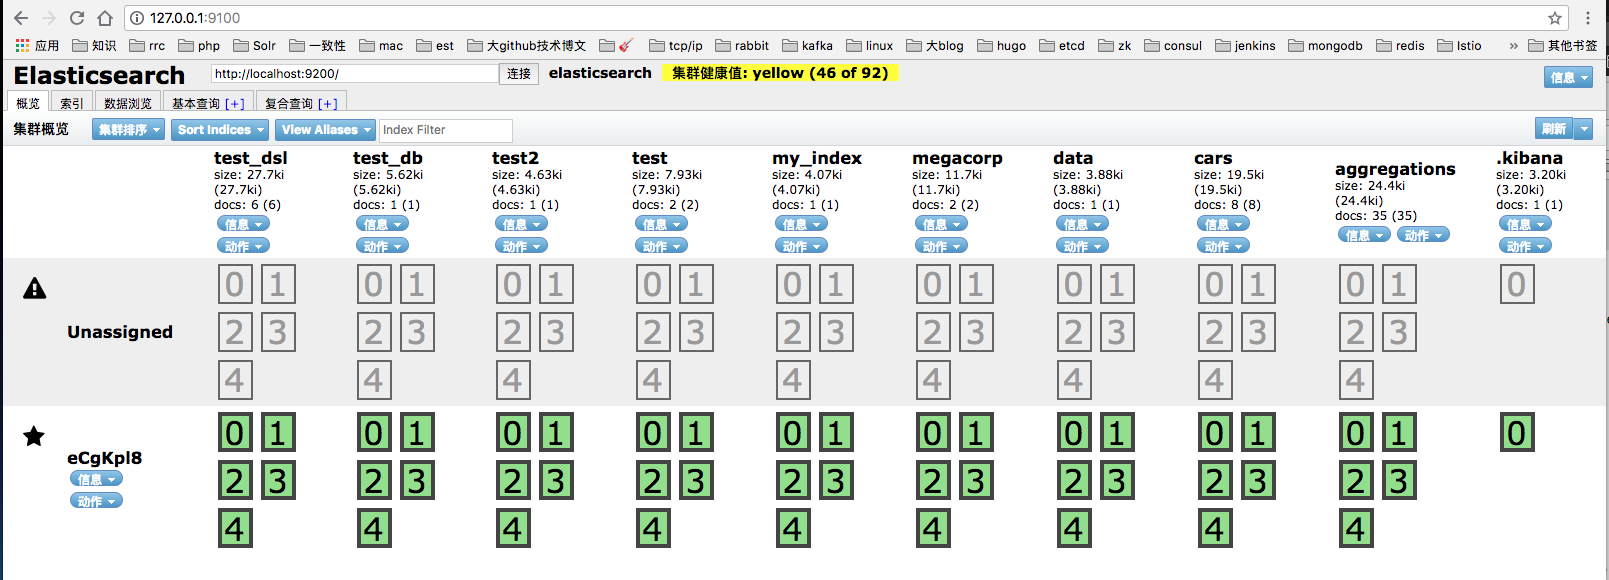 127.0.0.1:9100
应用 知识 rrc php Solr 一致性 mac est 大github技术博文 tcp/ip rabbit kafka linux 大blog hugo etcd zk consul jenkins mongodb redis Istio » 其他书签
Elasticsearch http://localhost:9200/ 连接 elasticsearch 集群健康值: yellow (46 of 92) 信息
概览 索引 数据浏览 基本查询 [+] 复合查询 [+]
集群概览 集群排序 Sort Indices View Aliases Index Filter 刷新
test_dsl
size: 27.7ki
(27.7ki)
docs: 6 (6)
信息
动作
test_db
size: 5.62ki
(5.62ki)
docs: 1 (1)
信息
动作
test2
size: 4.63ki
(4.63ki)
docs: 1 (1)
信息
动作
test
size: 7.93ki
(7.93ki)
docs: 2 (2)
信息
动作
my_index
size: 4.07ki
(4.07ki)
docs: 1 (1)
信息
动作
megacorp
size: 11.7ki
(11.7ki)
docs: 2 (2)
信息
动作
data
size: 3.88ki
(3.88ki)
docs: 1 (1)
信息
动作
cars
size: 19.5ki
(19.5ki)
docs: 8 (8)
信息
动作
aggregations
size: 24.4ki
(24.4ki)
docs: 35 (35)
信息 动作
.kibana
size: 3.20ki
(3.20ki)
docs: 1 (1)
信息
动作
0 1 0 1 0 1 0 1 0 1 0 1 0 1 0 1 0 1 0
Unassigned 2 3 2 3 2 3 2 3 2 3 2 3 2 3 2 3 2 3
4 4 4 4 4 4 4 4 4
0 1 0 1 0 1 0 1 0 1 0 1 0 1 0 1 0 1 0
eCgKpl8
信息
动作
2 3 2 3 2 3 2 3 2 3 2 3 2 3 2 3 2 3
4 4 4 4 4 4 4 4 4